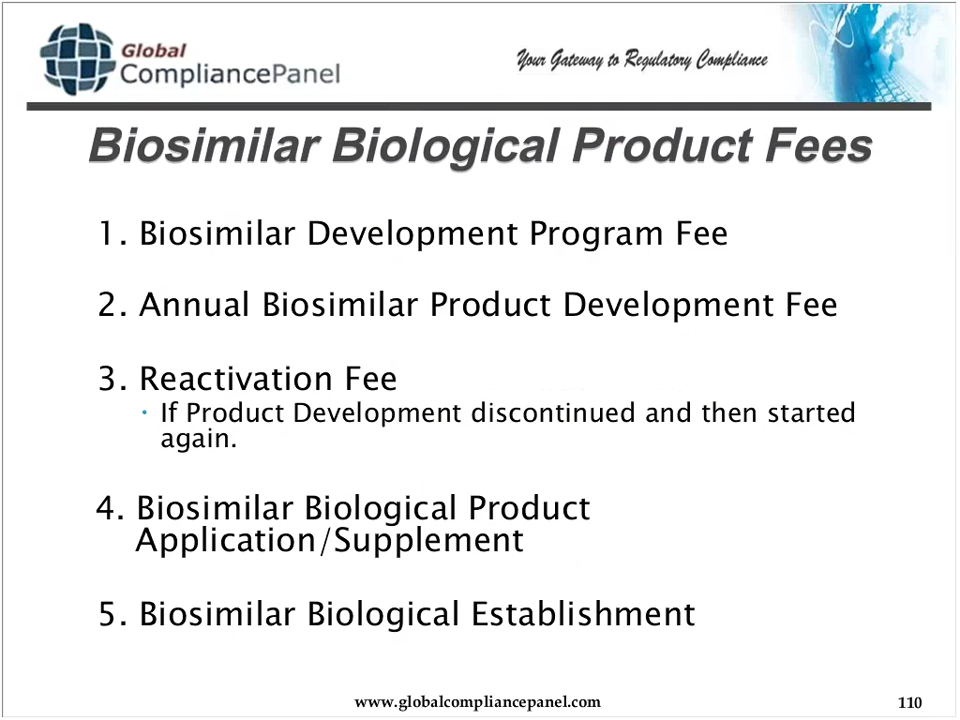 Global
CompliancePanel
Your Gateway to Regulatory Compliance
Biosimilar Biological Product Fees
1. Biosimilar Development Program Fee
2. Annual Biosimilar Product Development Fee
3. Reactivation Fee
If Product Development discontinued and then started
again.
4. Biosimilar Biological Product
Application/Supplement
5. Biosimilar Biological Establishment
www.globalcompliancepanel.com
110